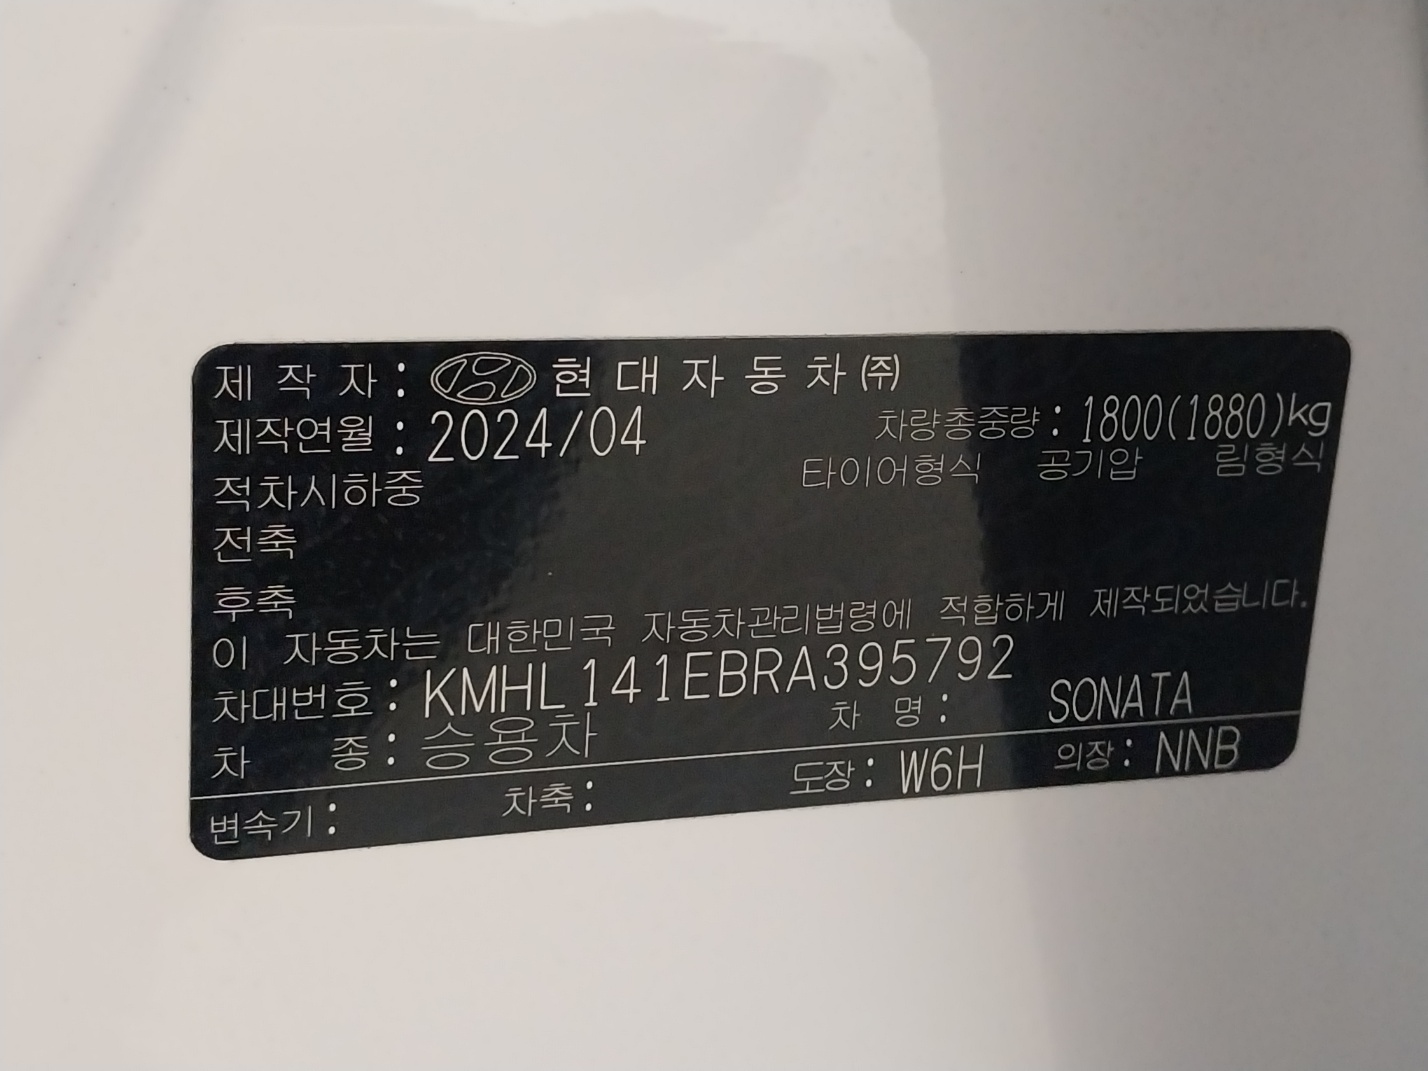 제 작 자 : 현 대 자 동 차 ㈜
제작연월 : 2024/04 차량총중량 : 1800(1880)kg
적차시하중 타이어형식 공기압 림형식
전축
후축
이 자동차는 대한민국 자동차관리법령에 적합하게 제작되었습니다.
차대번호 : KMHL141EBRA395792
차 종 : 승용차 차 명 : SONATA
변속기 : 차축 : 도장 : W6H 의장 : NNB